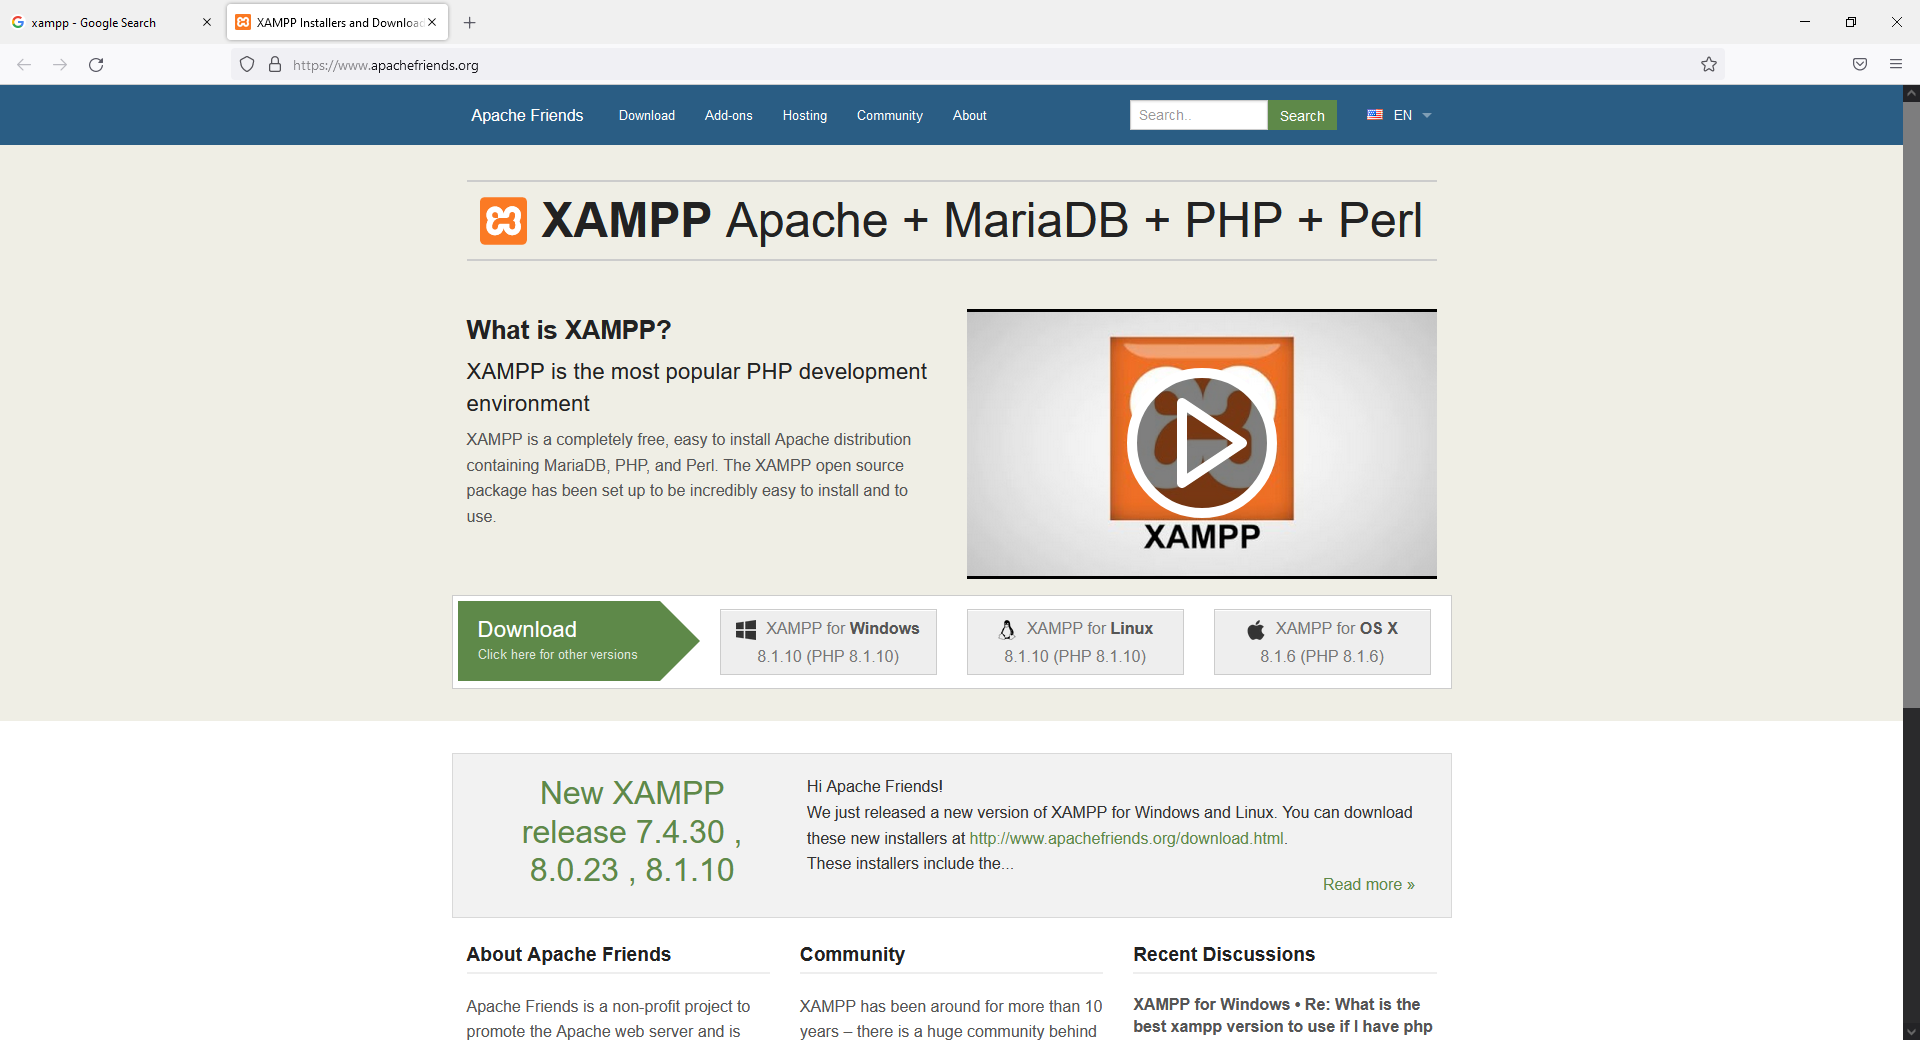 xampp - Google Search
XAMPP Installers and Download
https://www.apachefriends.org
Apache Friends Download Add-ons Hosting Community About Search.. Search EN
XAMPP Apache + MariaDB + PHP + Perl
What is XAMPP?
XAMPP is the most popular PHP development
environment
XAMPP is a completely free, easy to install Apache distribution
containing MariaDB, PHP, and Perl. The XAMPP open source
package has been set up to be incredibly easy to install and to
use.
XAMPP
Download
Click here for other versions
XAMPP for Windows
8.1.10 (PHP 8.1.10)
XAMPP for Linux
8.1.10 (PHP 8.1.10)
XAMPP for OS X
8.1.6 (PHP 8.1.6)
New XAMPP
release 7.4.30 ,
8.0.23 , 8.1.10
Hi Apache Friends!
We just released a new version of XAMPP for Windows and Linux. You can download
these new installers at http://www.apachefriends.org/download.html.
These installers include the...
Read more »
About Apache Friends
Apache Friends is a non-profit project to
promote the Apache web server and is
Community
XAMPP has been around for more than 10
years – there is a huge community behind
Recent Discussions
XAMPP for Windows • Re: What is the
best xampp version to use if I have php